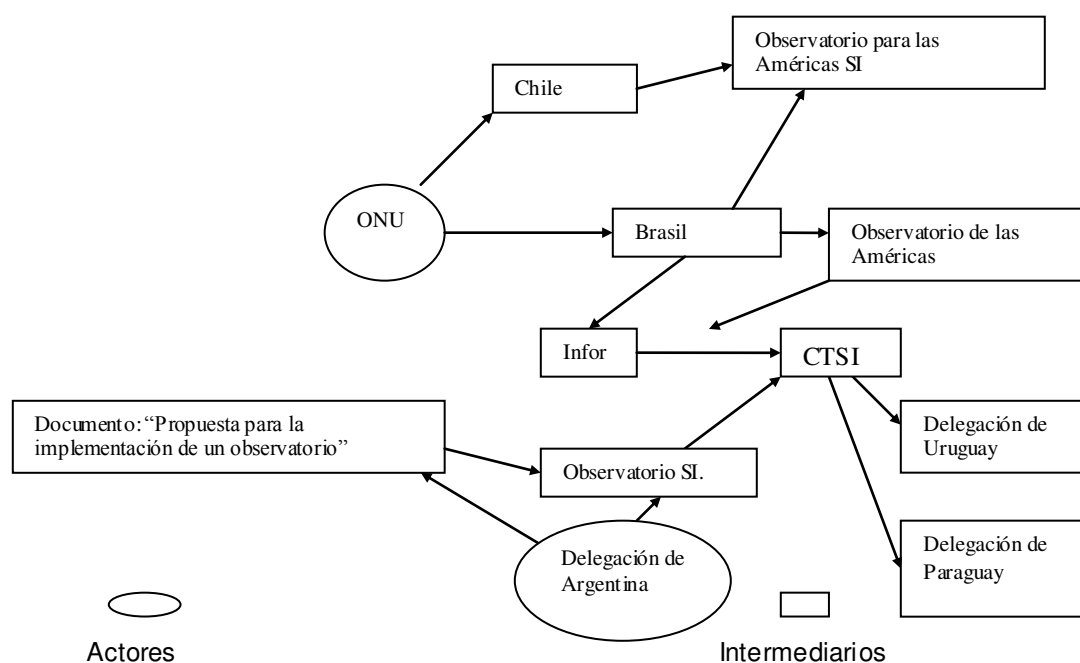 Observatorio para las
Américas SI
Chile
ONU
Brasil
Observatorio de las
Américas
Infor
CTSI
Documento: “Propuesta para la
implementación de un observatorio”
Delegación de
Uruguay
Observatorio SI.
Delegación de
Argentina
Delegación de
Paraguay
Actores
Intermediarios